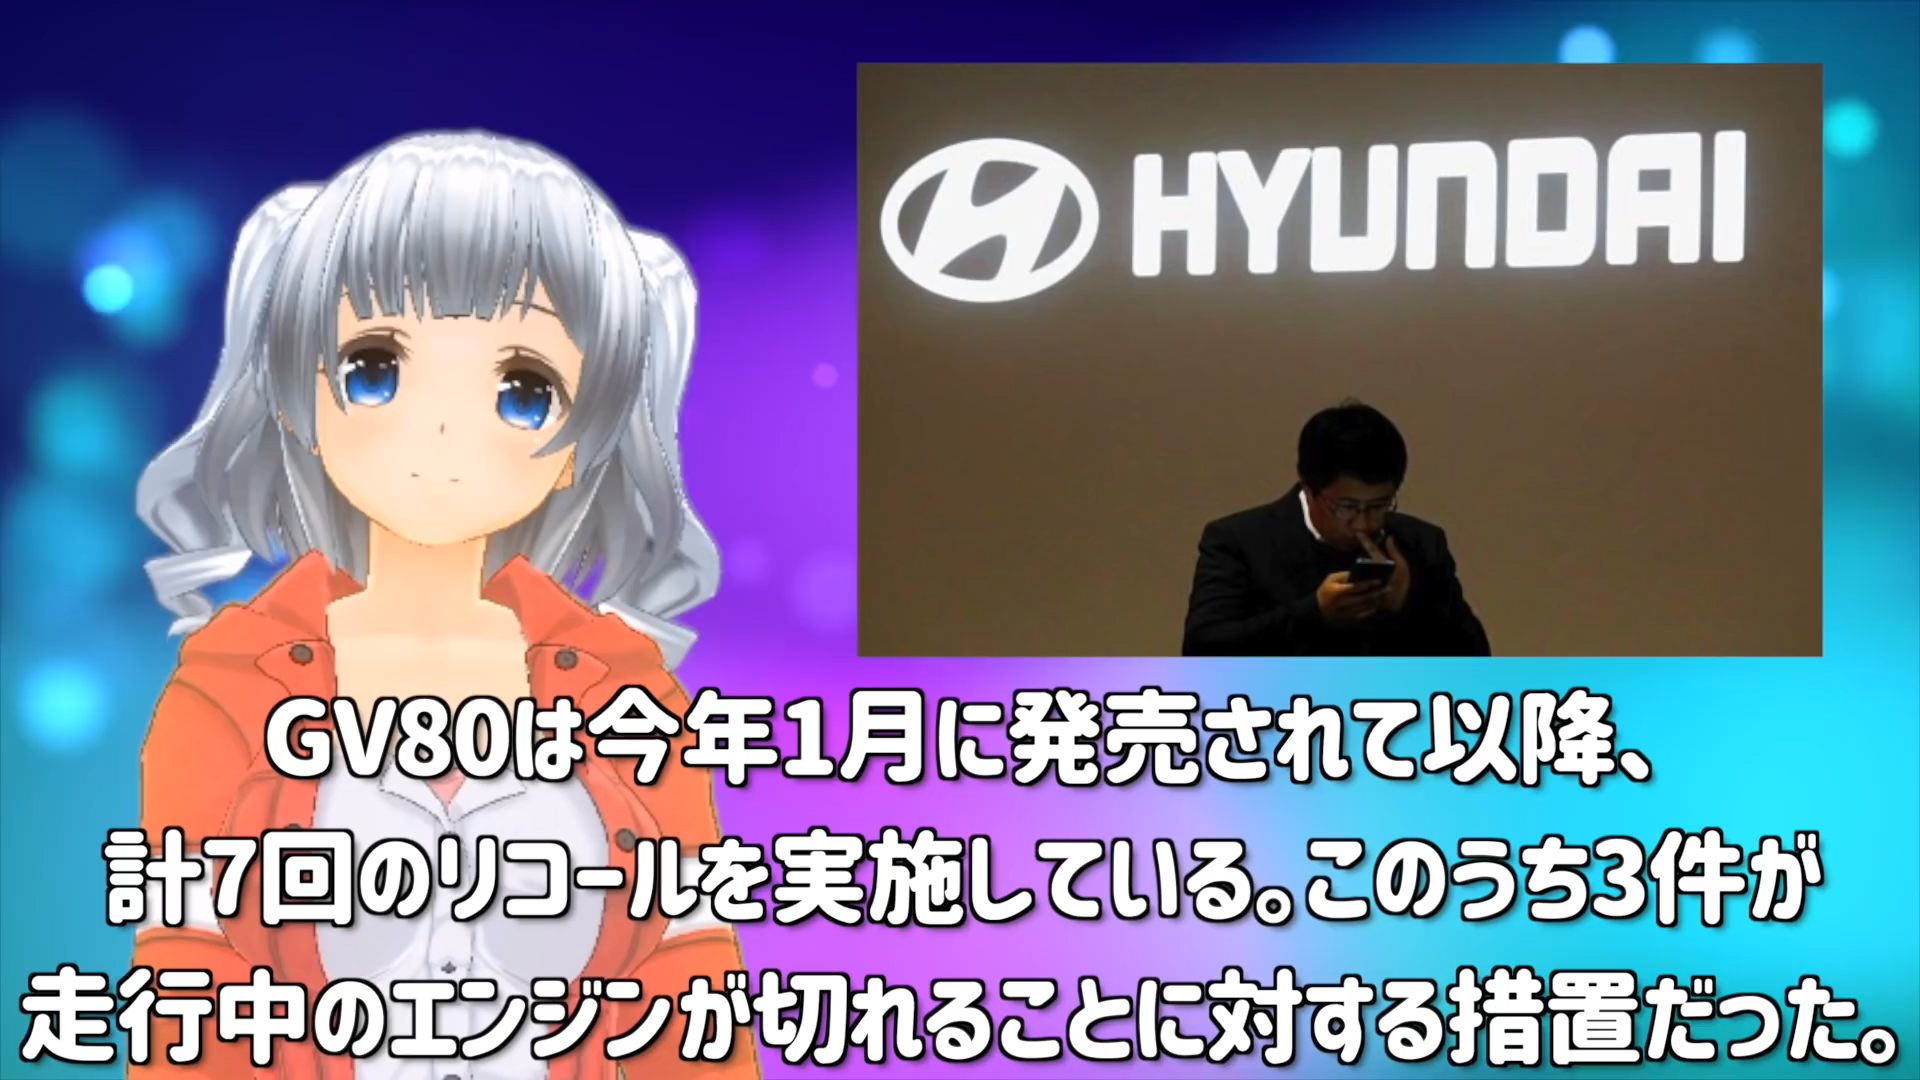 HYUNDAI
GV80は今年1月に発売されて以降、
計7回のリコールを実施している。このうち3件が
走行中のエンジンが切れることに対する措置だった。